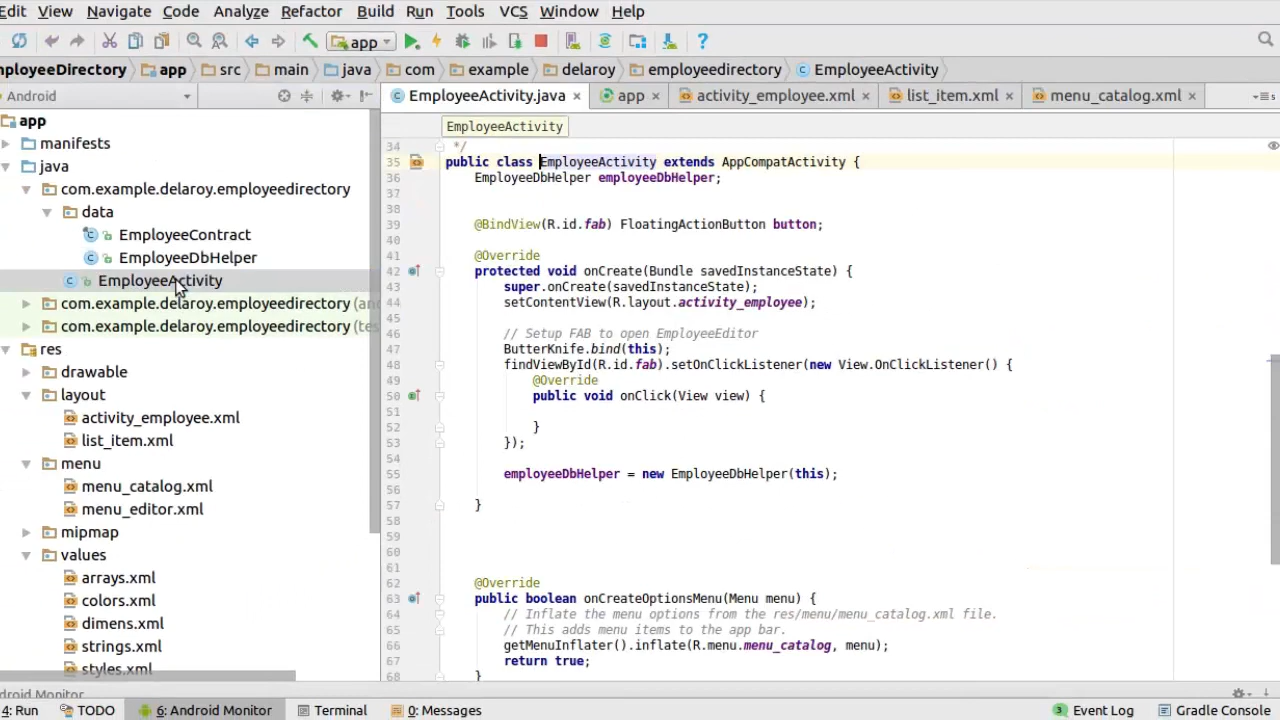 Edit View Navigate Code Analyze Refactor Build Run Tools VCS Window Help
app
mployeeDirectory app src main java com example delaroy employeedirectory EmployeeActivity
Android
EmployeeActivity.java app activity_employee.xml list_item.xml menu_catalog.xml
EmployeeActivity
app
manifests
java
com.example.delaroy.employeedirectory
data
EmployeeContract
EmployeeDbHelper
EmployeeActivity
com.example.delaroy.employeedirectory (an
com.example.delaroy.employeedirectory (tes
res
drawable
layout
activity_employee.xml
list_item.xml
menu
menu_catalog.xml
menu_editor.xml
mipmap
values
arrays.xml
colors.xml
dimens.xml
strings.xml
styles.xml
34 */
35 public class EmployeeActivity extends AppCompatActivity {
36 EmployeeDbHelper employeeDbHelper;
37
38
39 @BindView(R.id.fab) FloatingActionButton button;
40
41 @Override
42 protected void onCreate(Bundle savedInstanceState) {
43 super.onCreate(savedInstanceState);
44 setContentView(R.layout.activity_employee);
45
46 // Setup FAB to open EmployeeEditor
47 ButterKnife.bind(this);
48 findViewById(R.id.fab).setOnClickListener(new View.OnClickListener() {
49 @Override
50 public void onClick(View view) {
51
52 }
53 });
54
55 employeeDbHelper = new EmployeeDbHelper(this);
56
57 }
58
59
60
61
62 @Override
63 public boolean onCreateOptionsMenu(Menu menu) {
64 // Inflate the menu options from the res/menu/menu_catalog.xml file.
65 // This adds menu items to the app bar.
66 getMenuInflater().inflate(R.menu.menu_catalog, menu);
67 return true;
68 }
ndroid Monitor
4: Run TODO 6: Android Monitor Terminal 0: Messages 3 Event Log Gradle Console